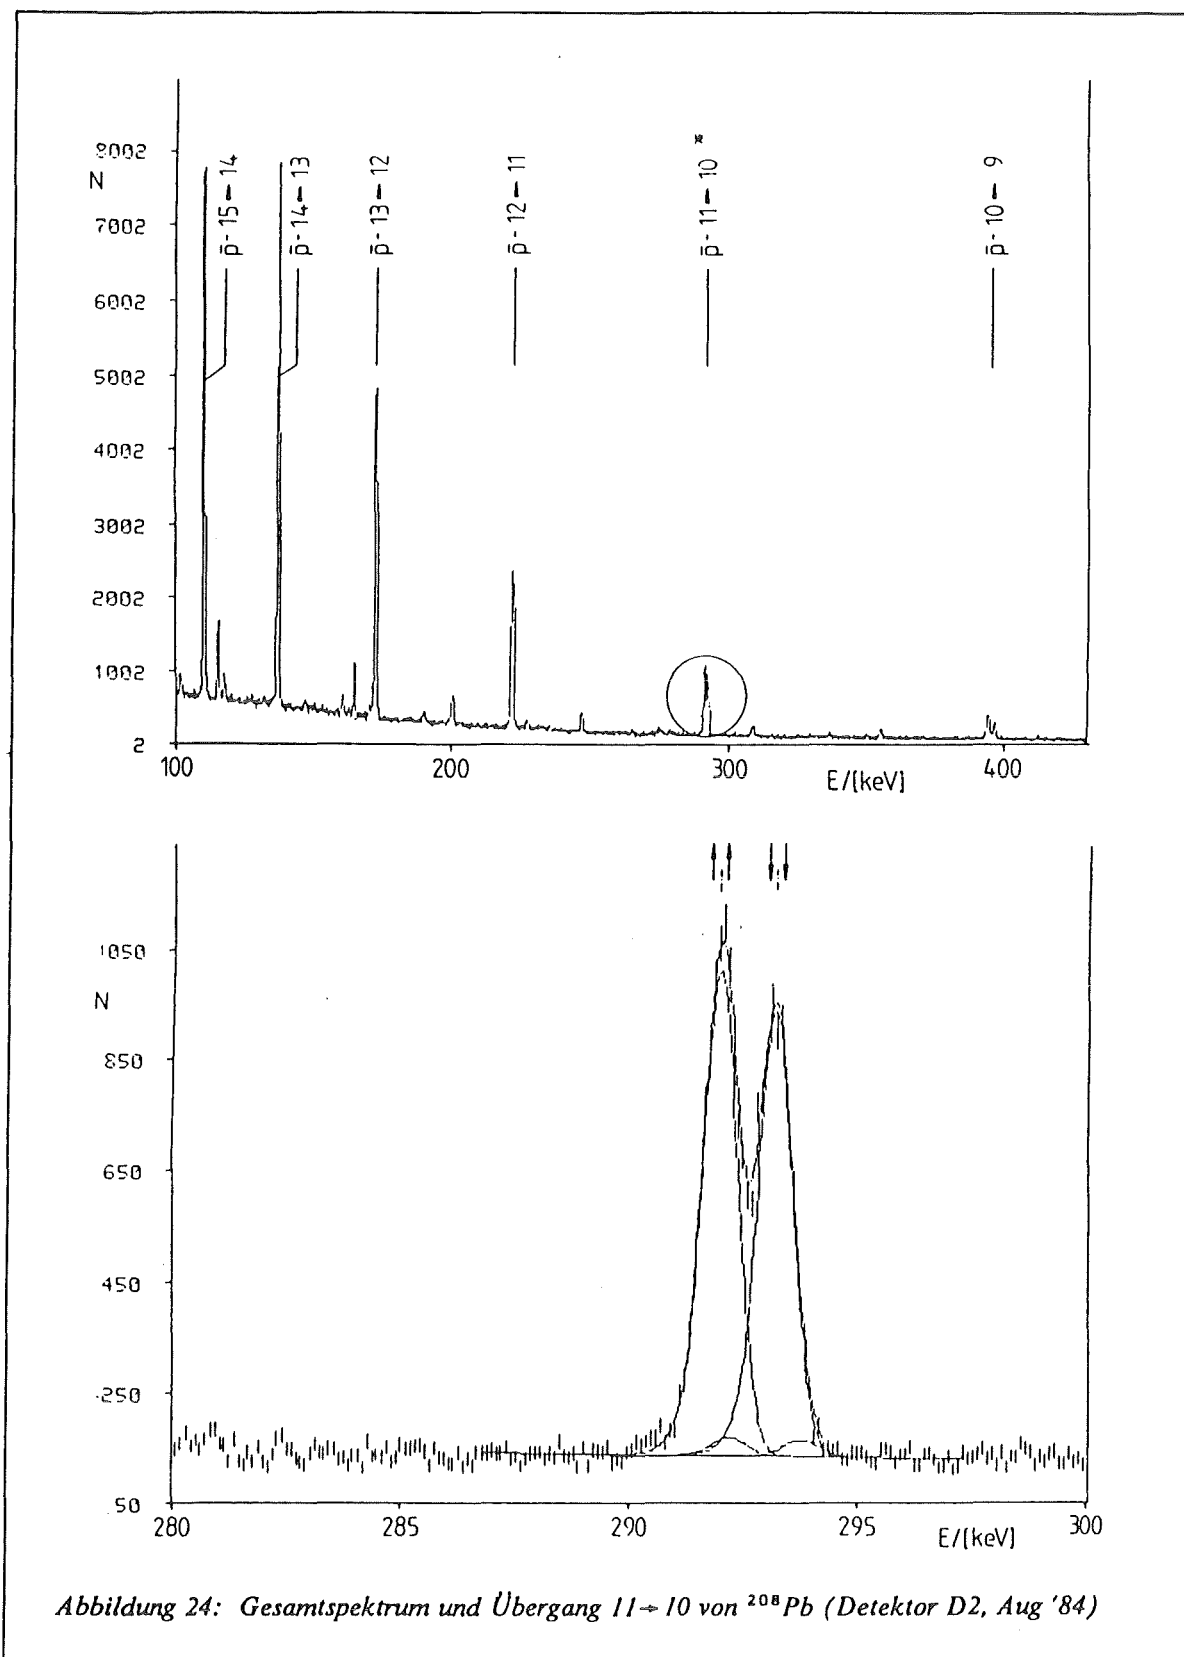 8002
N
7002
6002
5002
4002
3002
2002
1002
2
p̄-15→14
p̄-14→13
p̄-13→12
p̄-12→11
p̄-11→10 *
p̄-10→9
100
200
300
400
E/[keV]
1050
N
850
650
450
250
50
280
285
290
295
300
E/[keV]
Abbildung 24: Gesamtspektrum und Übergang 11→10 von ²⁰⁸Pb (Detektor D2, Aug '84)